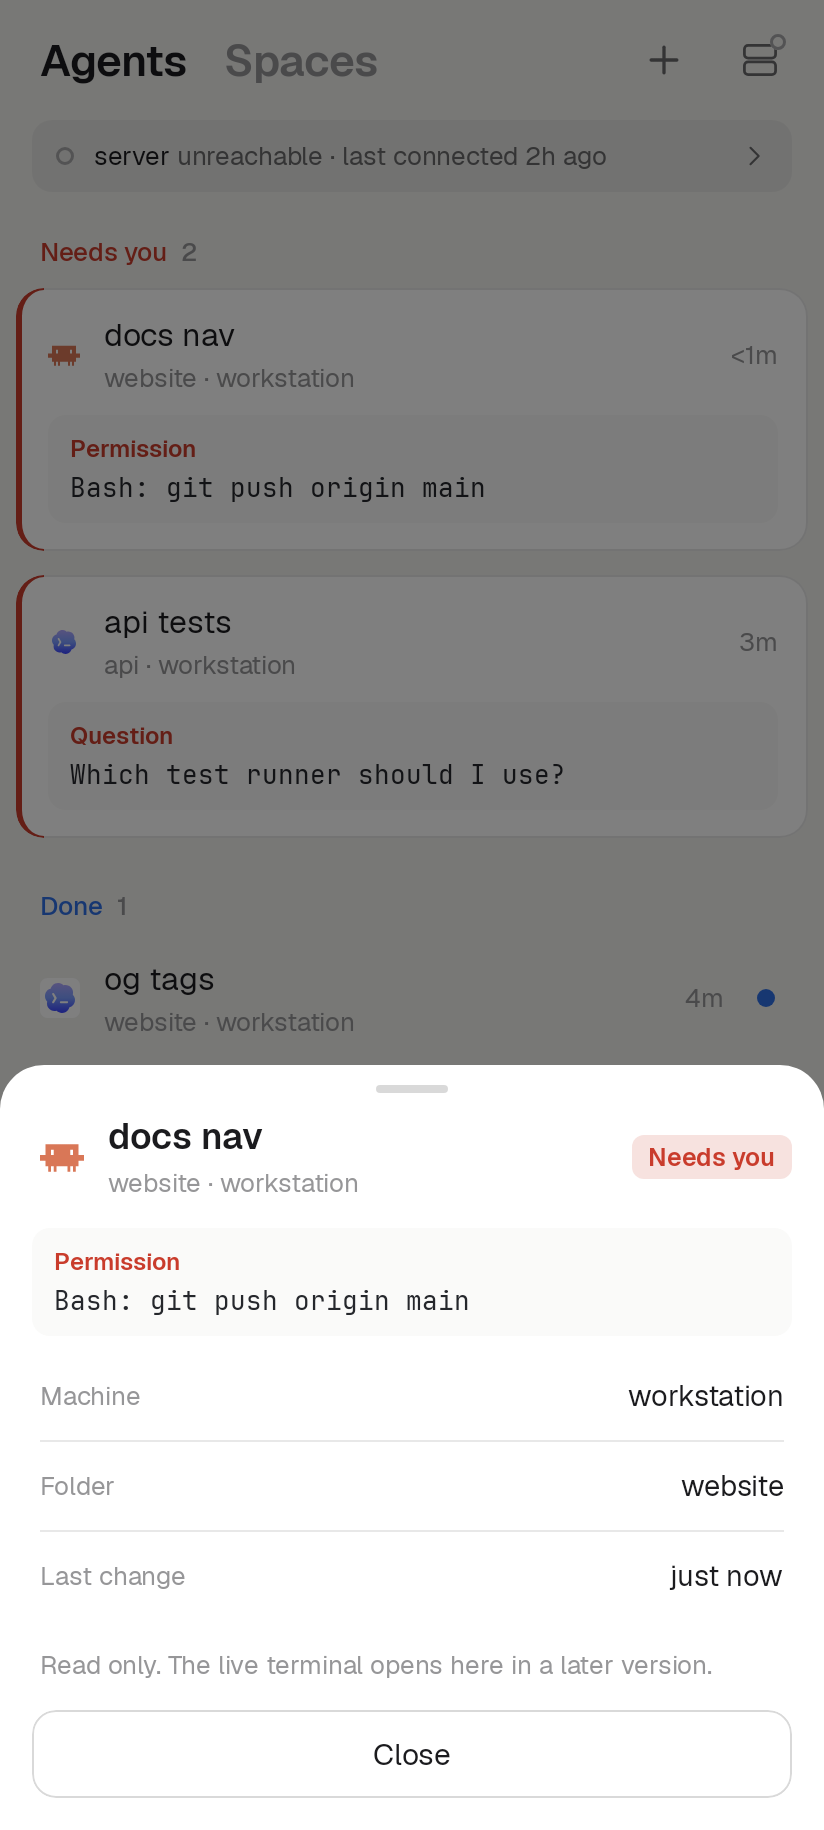 Agents Spaces
server unreachable · last connected 2h ago
Needs you 2
docs nav
website · workstation
<1m
Permission
Bash: git push origin main
api tests
api · workstation
3m
Question
Which test runner should I use?
Done 1
og tags
website · workstation
4m
docs nav
website · workstation
Needs you
Permission
Bash: git push origin main
Machine workstation
Folder website
Last change just now
Read only. The live terminal opens here in a later version.
Close